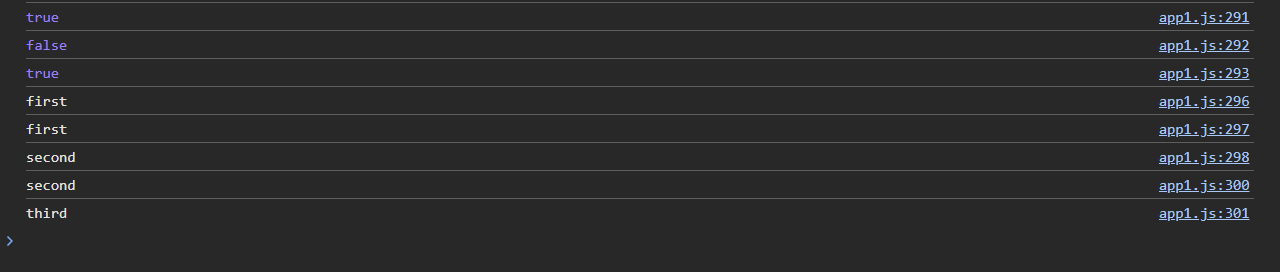 true app1.js:291
false app1.js:292
true app1.js:293
first app1.js:296
first app1.js:297
second app1.js:298
second app1.js:300
third app1.js:301